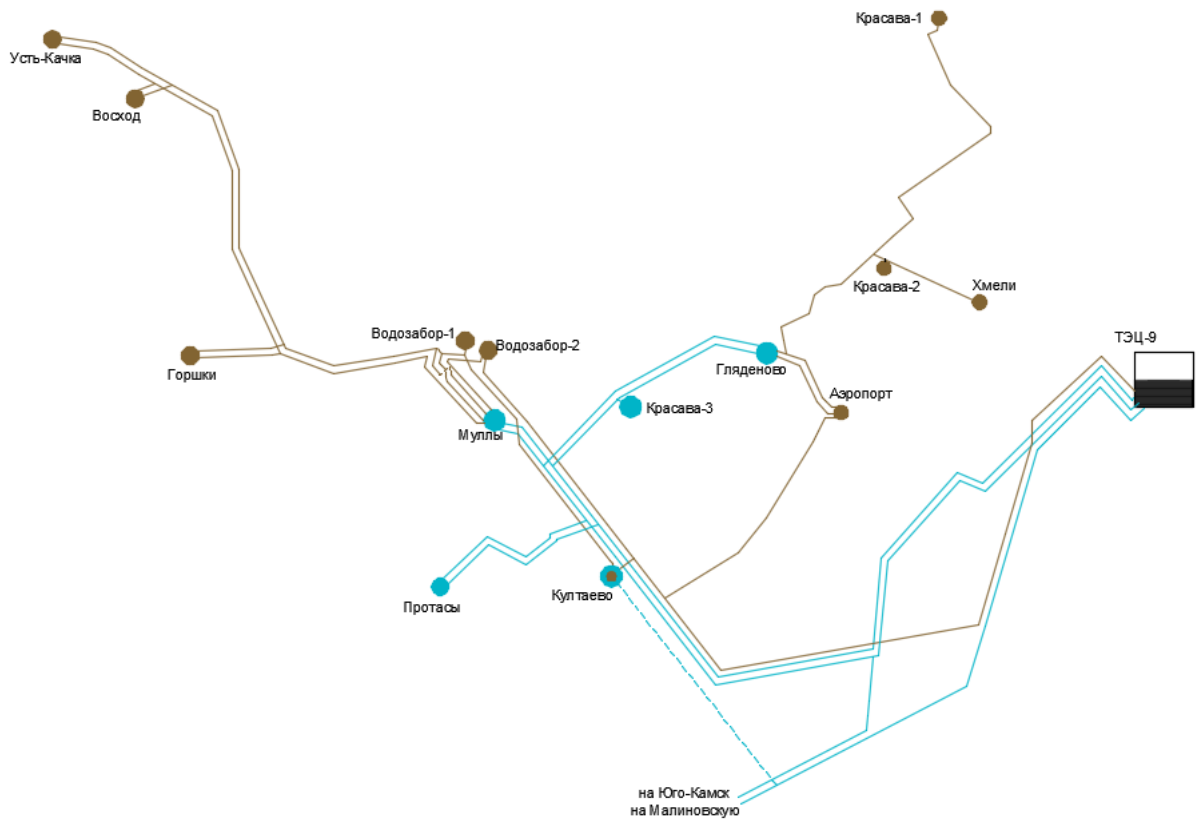 Красава-1
Усть-Качка
Восход
Красава-2
Хмели
Водозабор-1
Водозабор-2
ТЭЦ-9
Горшки
Гляденово
Аэропорт
Красава-3
Муллы
Протасы
Култаево
на Юго-Камск
на Малиновскую